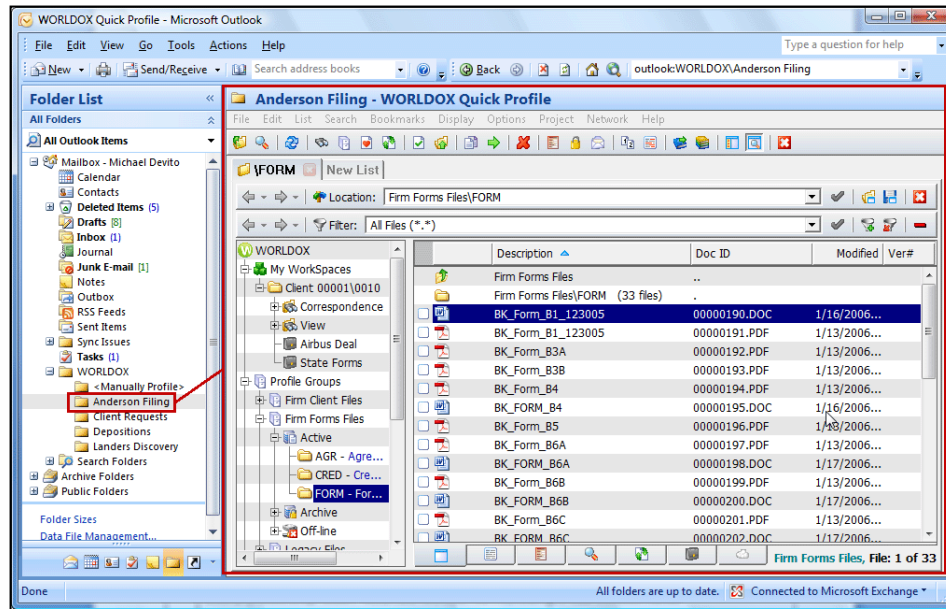 WORLDOX Quick Profile - Microsoft Outlook
File Edit View Go Tools Actions Help
Type a question for help
New Send/Receive Search address books Back outlook:WORLDOX\Anderson Filing
Folder List «
All Folders
All Outlook Items
Mailbox - Michael Devito
Calendar
Contacts
Deleted Items (5)
Drafts [8]
Inbox (1)
Journal
Junk E-mail [1]
Notes
Outbox
RSS Feeds
Sent Items
Sync Issues
Tasks (1)
WORLDOX
<Manually Profile>
Anderson Filing
Client Requests
Depositions
Landers Discovery
Search Folders
Archive Folders
Public Folders
Folder Sizes
Data File Management...
Anderson Filing - WORLDOX Quick Profile
File Edit List Search Bookmarks Display Options Project Network Help
\FORM New List
Location: Firm Forms Files\FORM
Filter: All Files (*.*)
WORLDOX
My WorkSpaces
Client 00001\0010
Correspondence
View
Airbus Deal
State Forms
Profile Groups
Firm Client Files
Firm Forms Files
Active
AGR - Agre...
CRED - Cre...
FORM - For...
Archive
Off-line
Legacy Files
Description Doc ID Modified Ver#
Firm Forms Files ..
Firm Forms Files\FORM (33 files) .
BK_Form_B1_123005 00000190.DOC 1/16/2006...
BK_Form_B1_123005 00000191.PDF 1/13/2006...
BK_Form_B3A 00000192.PDF 1/13/2006...
BK_Form_B3B 00000193.PDF 1/13/2006...
BK_Form_B4 00000194.PDF 1/13/2006...
BK_FORM_B4 00000195.DOC 1/16/2006...
BK_Form_B5 00000196.PDF 1/18/2006...
BK_Form_B6A 00000197.PDF 1/13/2006...
BK_FORM_B6A 00000198.DOC 1/17/2006...
BK_Form_B6B 00000199.PDF 1/13/2006...
BK_FORM_B6B 00000200.DOC 1/17/2006...
BK_Form_B6C 00000201.PDF 1/13/2006...
BK_FORM_B6C 00000202.DOC 1/17/2006...
Firm Forms Files, File: 1 of 33
Done
All folders are up to date. Connected to Microsoft Exchange